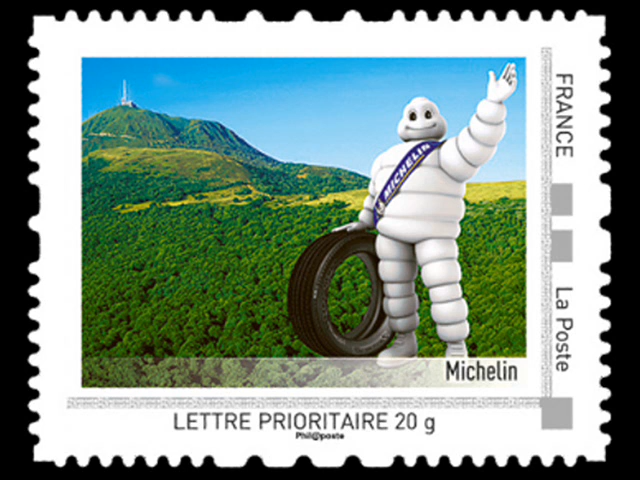 MICHELIN
FRANCE
La Poste
Michelin
LETTRE PRIORITAIRE 20 g
Phil@poste